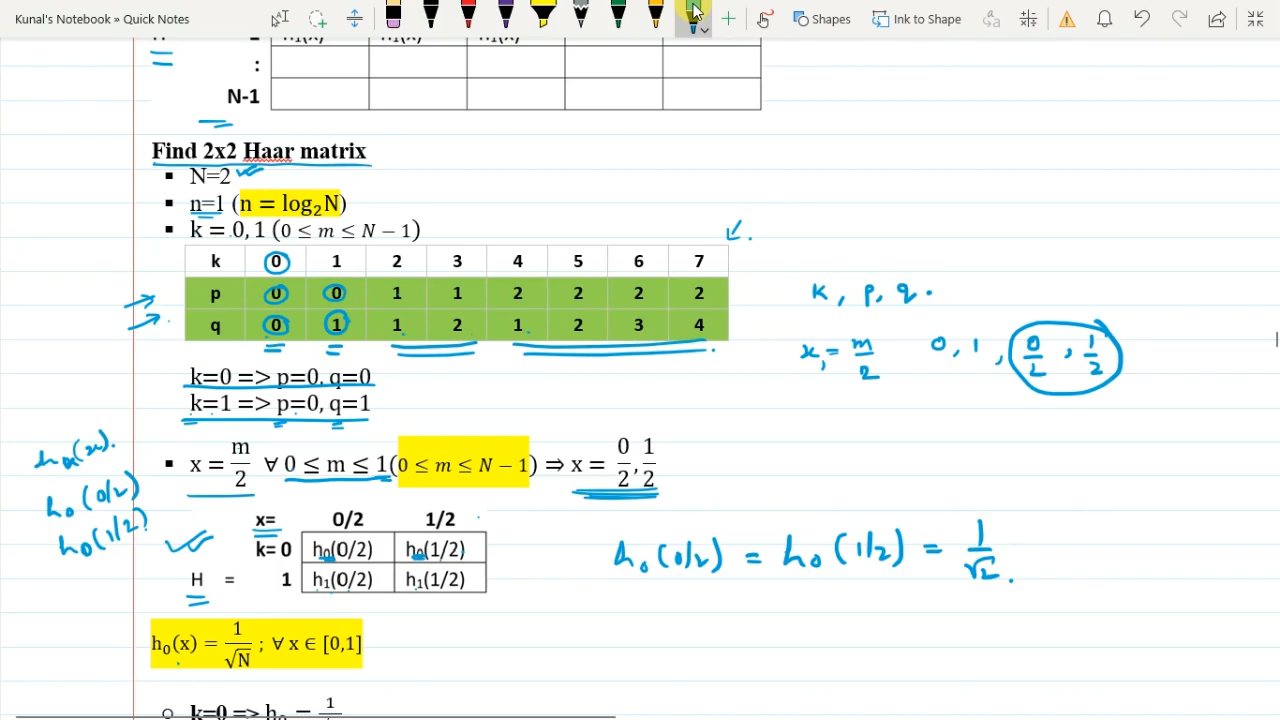 Kunal's Notebook » Quick Notes
Shapes
Ink to Shape
h₁(x) h₁(x) h₁(x)
:
N-1
Find 2x2 Haar matrix
▪ N=2
▪ n=1 (n = log₂N)
▪ k = 0, 1 (0 ≤ m ≤ N − 1)
k 0 1 2 3 4 5 6 7
p 0 0 1 1 2 2 2 2
q 0 1 1 2 1 2 3 4
k, p, q.
x, = m/2 0, 1, 0/2, 1/2
k=0 => p=0, q=0
k=1 => p=0, q=1
▪ x = m/2 ∀ 0 ≤ m ≤ 1(0 ≤ m ≤ N − 1) ⇒ x = 0/2, 1/2
h₀(0/2)
h₀(1/2)
x= 0/2 1/2
k= 0 h₀(0/2) h₀(1/2)
H = 1 h₁(0/2) h₁(1/2)
h₀(0/2) = h₀(1/2) = 1/√2.
h₀(x) = 1/√N ; ∀ x ∈ [0,1]